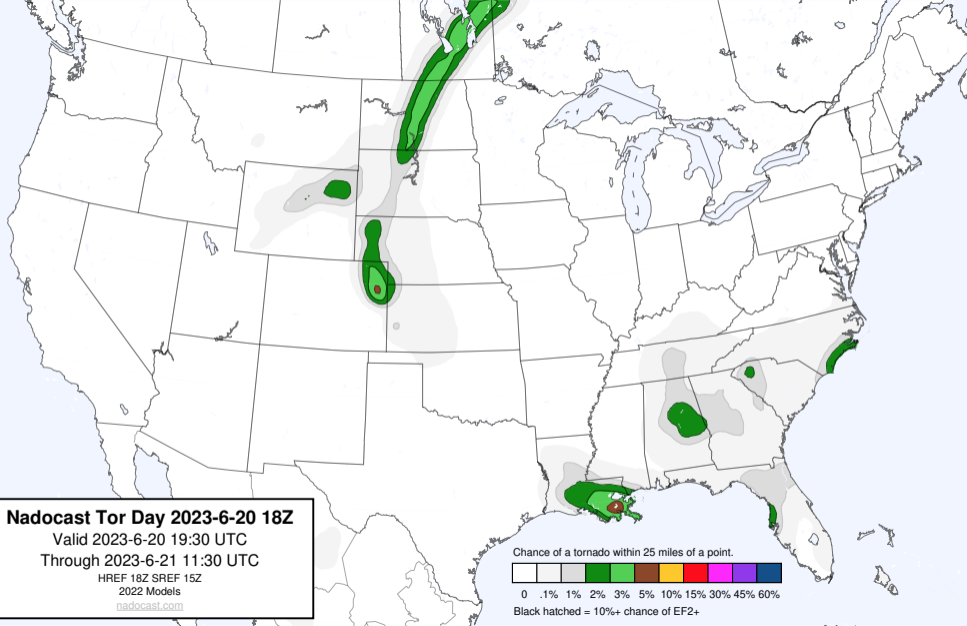 Nadocast Tor Day 2023-6-20 18Z
Valid 2023-6-20 19:30 UTC
Through 2023-6-21 11:30 UTC
HREF 18Z SREF 15Z
2022 Models
nadocast.com
Chance of a tornado within 25 miles of a point.
0 .1% 1% 2% 3% 5% 10% 15% 30% 45% 60%
Black hatched = 10%+ chance of EF2+